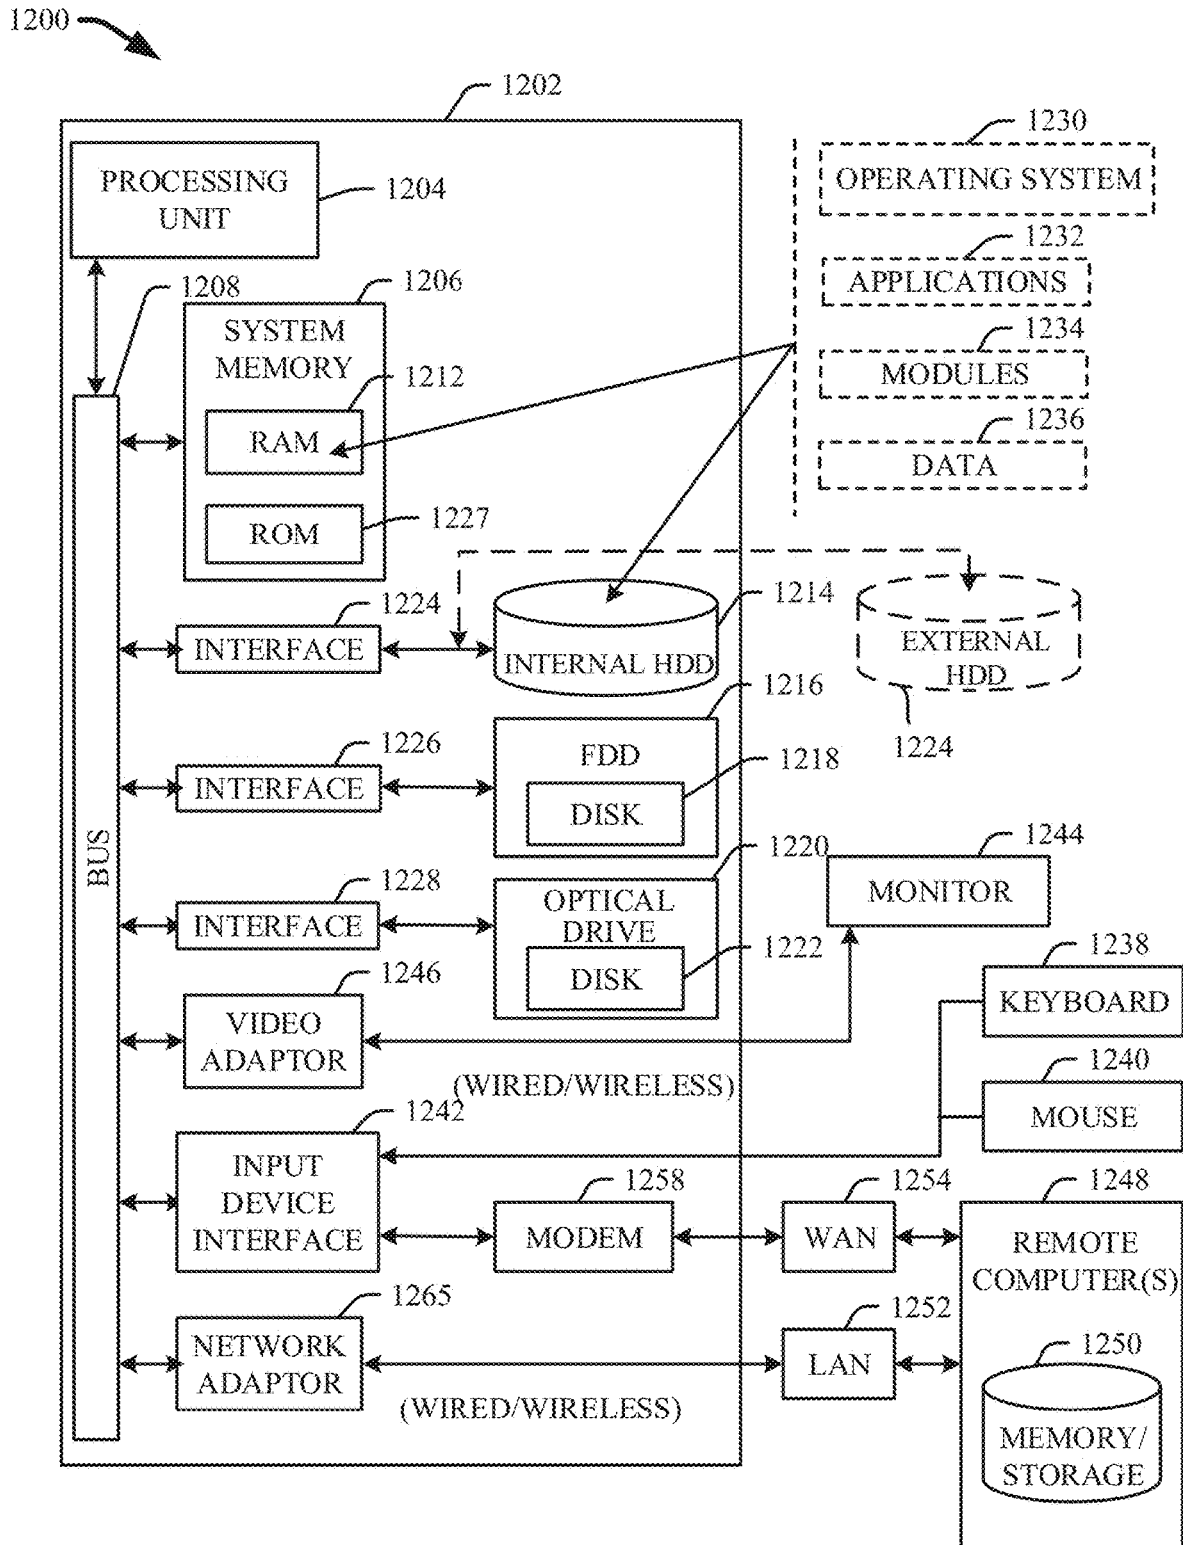 1200
1202
1230
PROCESSING
UNIT
1204
OPERATING SYSTEM
1232
APPLICATIONS
1208
1206
SYSTEM
MEMORY
1234
MODULES
1212
RAM
1236
DATA
ROM
1227
1224
INTERFACE
1214
INTERNAL HDD
EXTERNAL
HDD
1224
1216
1226
INTERFACE
FDD
1218
DISK
BUS
1220
1244
MONITOR
1228
INTERFACE
OPTICAL
DRIVE
1222
DISK
1238
KEYBOARD
1246
VIDEO
ADAPTOR
(WIRED/WIRELESS)
1240
MOUSE
1242
INPUT
DEVICE
INTERFACE
1258
MODEM
1254
WAN
1248
REMOTE
COMPUTER(S)
1265
NETWORK
ADAPTOR
(WIRED/WIRELESS)
1252
LAN
1250
MEMORY/
STORAGE